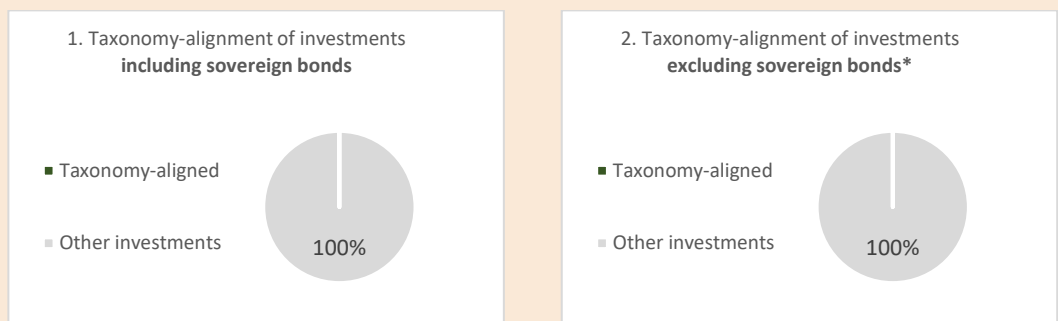 1. Taxonomy-alignment of investments
including sovereign bonds
Taxonomy-aligned
Other investments
100%
2. Taxonomy-alignment of investments
excluding sovereign bonds*
Taxonomy-aligned
Other investments
100%